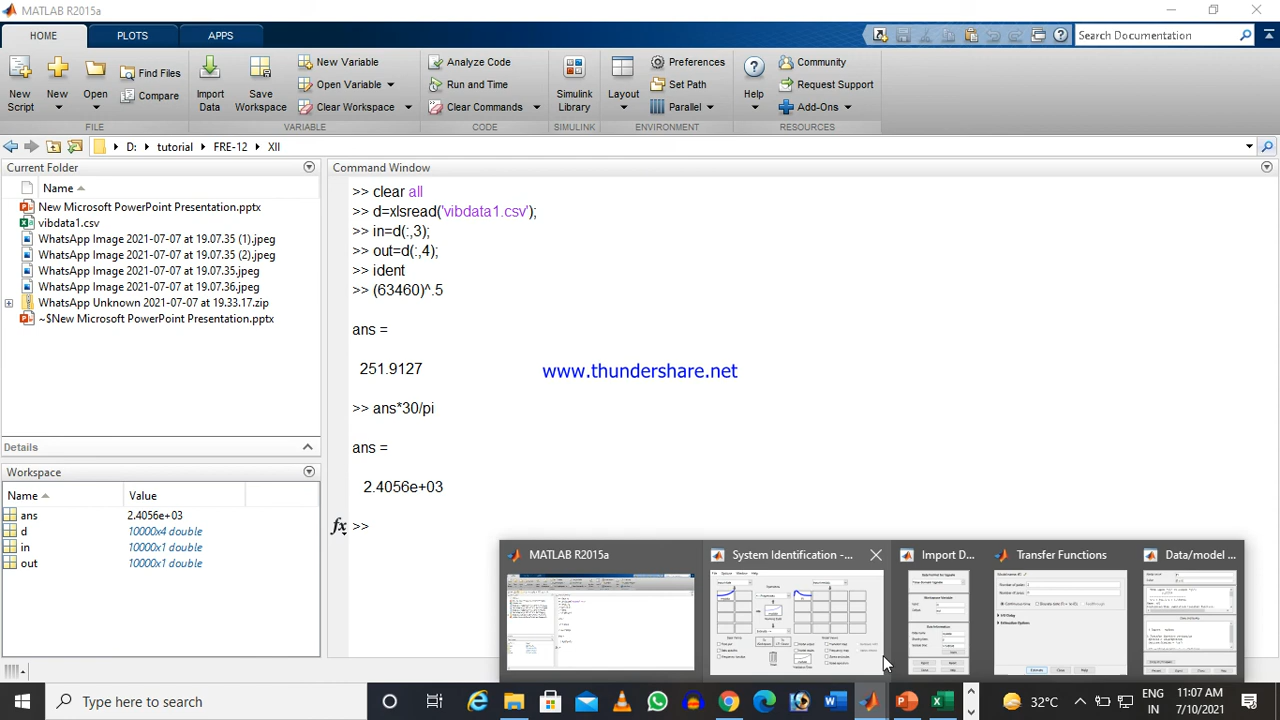 MATLAB R2015a
HOME PLOTS APPS Search Documentation
New Script New Open Find Files Compare
FILE
Import Data Save Workspace New Variable Open Variable Clear Workspace
VARIABLE
Analyze Code Run and Time Clear Commands
CODE
Simulink Library
SIMULINK
Layout Preferences Set Path Parallel
ENVIRONMENT
Help Community Request Support Add-Ons
RESOURCES
D: tutorial FRE-12 XII
Current Folder
Name
New Microsoft PowerPoint Presentation.pptx
vibdata1.csv
WhatsApp Image 2021-07-07 at 19.07.35 (1).jpeg
WhatsApp Image 2021-07-07 at 19.07.35 (2).jpeg
WhatsApp Image 2021-07-07 at 19.07.35.jpeg
WhatsApp Image 2021-07-07 at 19.07.36.jpeg
WhatsApp Unknown 2021-07-07 at 19.33.17.zip
~$New Microsoft PowerPoint Presentation.pptx
Details
Workspace
Name Value
ans 2.4056e+03
d 10000x4 double
in 10000x1 double
out 10000x1 double
Command Window
>> clear all
>> d=xlsread('vibdata1.csv');
>> in=d(:,3);
>> out=d(:,4);
>> ident
>> (63460)^.5
ans =
251.9127
www.thundershare.net
>> ans*30/pi
ans =
2.4056e+03
fx >>
MATLAB R2015a System Identification -... Import D... Transfer Functions Data/model ...
Type here to search
32°C
ENG
IN
11:07 AM
7/10/2021